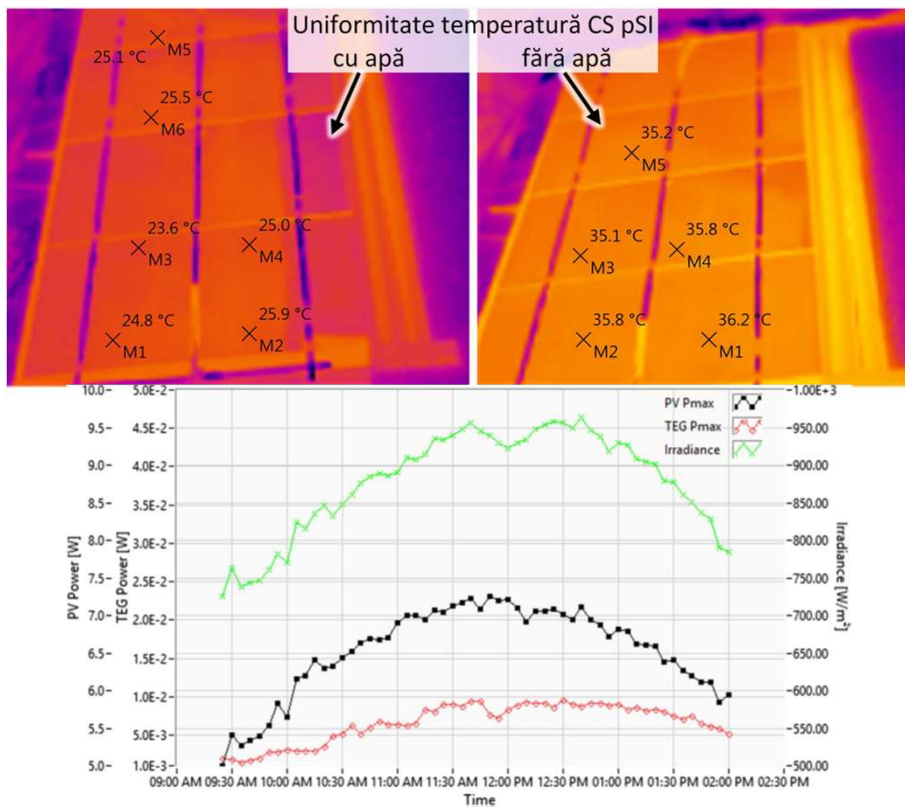 Uniformitate temperatură CS pSI
cu apă
fără apă
25.1 °C
M5
25.5 °C
M6
23.6 °C
M3
25.0 °C
M4
24.8 °C
M1
25.9 °C
M2
35.2 °C
M5
35.1 °C
M3
35.8 °C
M4
35.8 °C
M2
36.2 °C
M1
PV Pmax
TEG Pmax
Irradiance
PV Power [W]
10.0
9.5
9.0
8.5
8.0
7.5
7.0
6.5
6.0
5.5
5.0
TEG Power [W]
5.0E-2
4.5E-2
4.0E-2
3.5E-2
3.0E-2
2.5E-2
2.0E-2
1.5E-2
1.0E-2
5.0E-3
1.0E-3
Irradiance [W/m²]
1.00E+3
950.00
900.00
850.00
800.00
750.00
700.00
650.00
600.00
550.00
500.00
09:00 AM 09:30 AM 10:00 AM 10:30 AM 11:00 AM 11:30 AM 12:00 PM 12:30 PM 01:00 PM 01:30 PM 02:00 PM 02:30 PM
Time